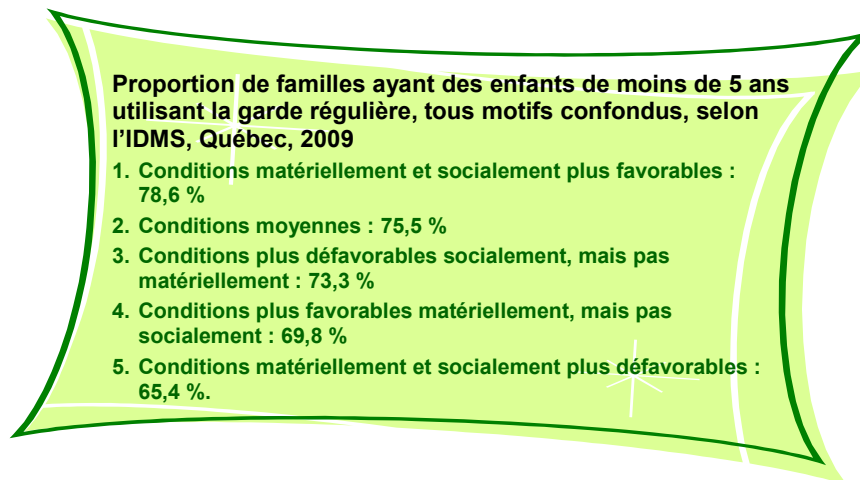 Proportion de familles ayant des enfants de moins de 5 ans
utilisant la garde régulière, tous motifs confondus, selon
l'IDMS, Québec, 2009
1. Conditions matériellement et socialement plus favorables :
78,6 %
2. Conditions moyennes : 75,5 %
3. Conditions plus défavorables socialement, mais pas
matériellement : 73,3 %
4. Conditions plus favorables matériellement, mais pas
socialement : 69,8 %
5. Conditions matériellement et socialement plus défavorables :
65,4 %.